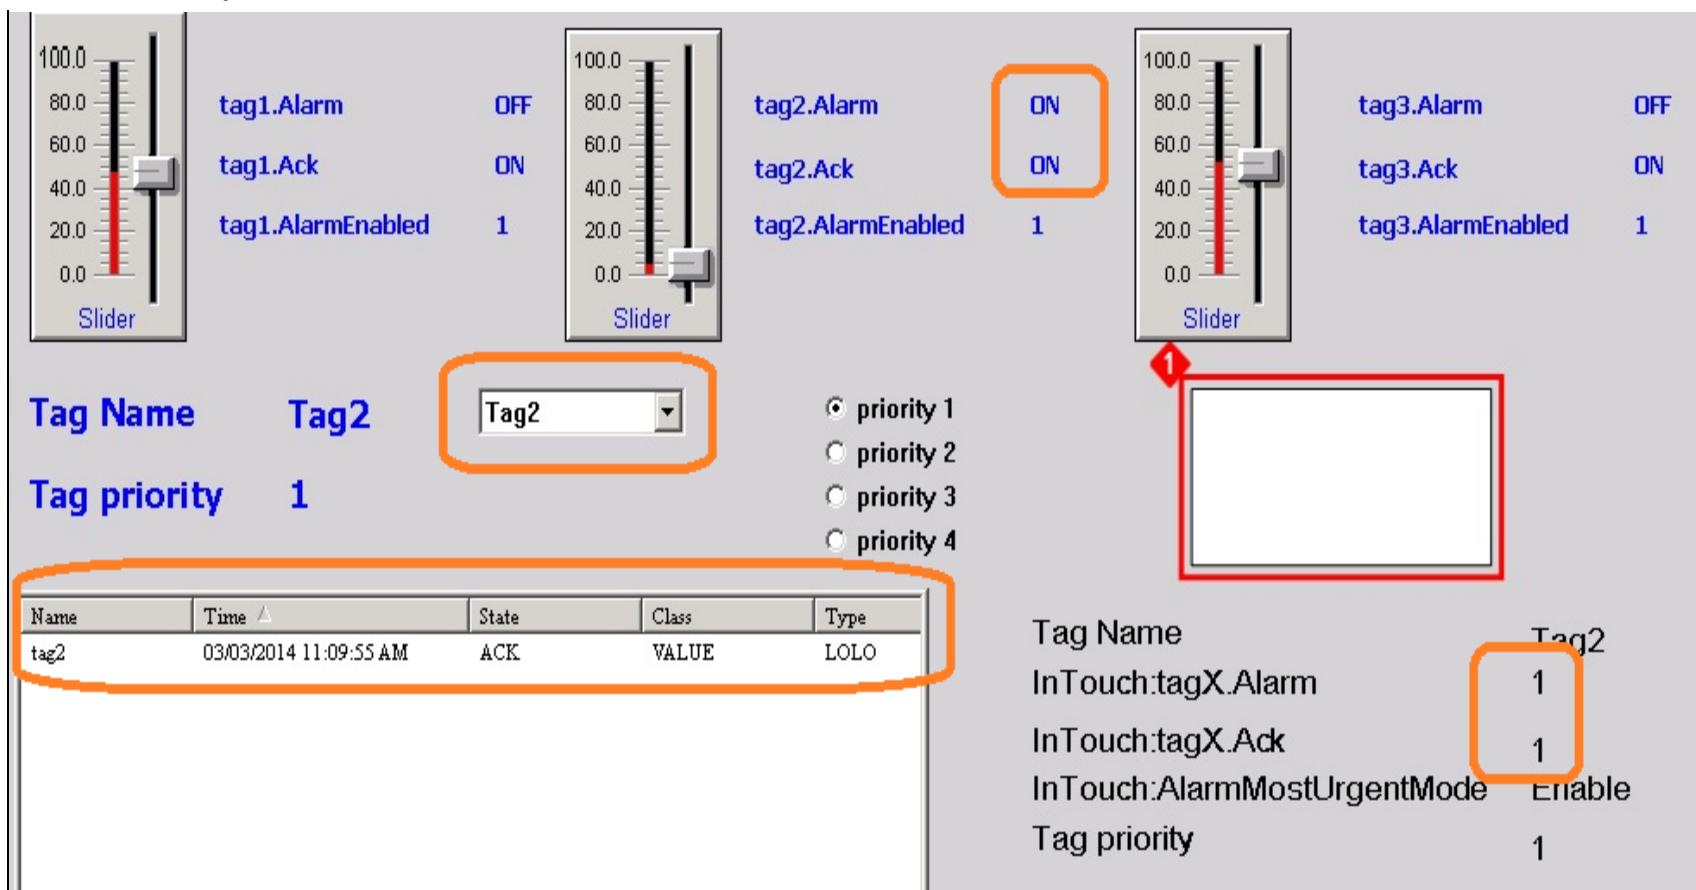 100.0
80.0
60.0
40.0
20.0
0.0
Slider
tag1.Alarm OFF
tag1.Ack ON
tag1.AlarmEnabled 1
100.0
80.0
60.0
40.0
20.0
0.0
Slider
tag2.Alarm ON
tag2.Ack ON
tag2.AlarmEnabled 1
100.0
80.0
60.0
40.0
20.0
0.0
Slider
tag3.Alarm OFF
tag3.Ack ON
tag3.AlarmEnabled 1
Tag Name Tag2 Tag2
Tag priority 1
priority 1
priority 2
priority 3
priority 4
1
Name Time State Class Type
tag2 03/03/2014 11:09:55 AM ACK VALUE LOLO
Tag Name Tag2
InTouch:tagX.Alarm 1
InTouch:tagX.Ack 1
InTouch:AlarmMostUrgentMode Enable
Tag priority 1